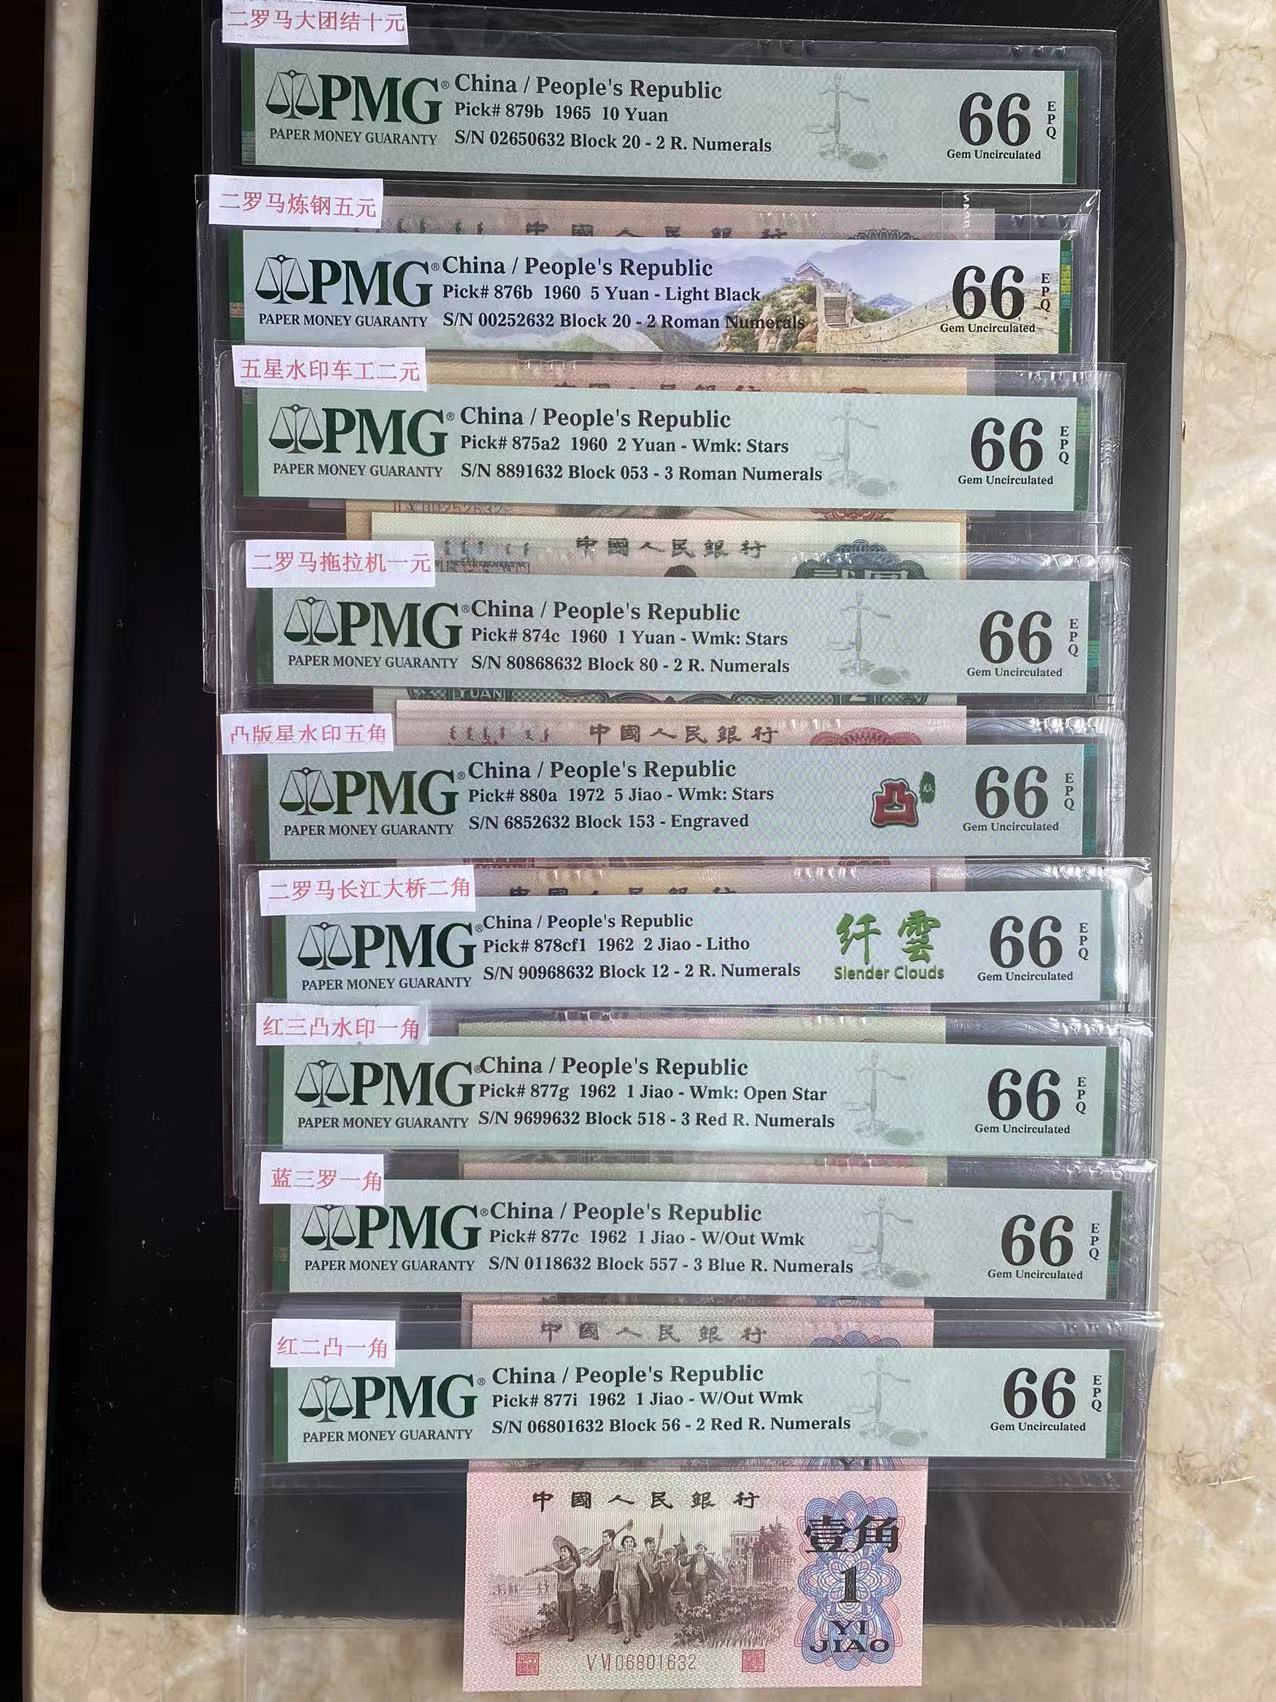 二罗马大团结十元
PMG®
PAPER MONEY GUARANTY
China / People's Republic
Pick# 879b 1965 10 Yuan
S/N 02650632 Block 20 - 2 R. Numerals
66 EPQ
Gem Uncirculated
二罗马炼钢五元
中國人民銀行
PMG®
PAPER MONEY GUARANTY
China / People's Republic
Pick# 876b 1960 5 Yuan - Light Black
S/N 00252632 Block 20 - 2 Roman Numerals
66 EPQ
Gem Uncirculated
五星水印车工二元
PMG®
PAPER MONEY GUARANTY
China / People's Republic
Pick# 875a2 1960 2 Yuan - Wmk: Stars
S/N 8891632 Block 053 - 3 Roman Numerals
66 EPQ
Gem Uncirculated
中國人民銀行
二罗马拖拉机一元
PMG®
PAPER MONEY GUARANTY
China / People's Republic
Pick# 874c 1960 1 Yuan - Wmk: Stars
S/N 80868632 Block 80 - 2 R. Numerals
66 EPQ
Gem Uncirculated
YUAN
中國人民銀行
凸版星水印五角
PMG®
PAPER MONEY GUARANTY
China / People's Republic
Pick# 880a 1972 5 Jiao - Wmk: Stars
S/N 6852632 Block 153 - Engraved
凸版
66 EPQ
Gem Uncirculated
二罗马长江大桥二角
PMG®
PAPER MONEY GUARANTY
China / People's Republic
Pick# 878cf1 1962 2 Jiao - Litho
S/N 90968632 Block 12 - 2 R. Numerals
纤雲
Slender Clouds
66 EPQ
Gem Uncirculated
红三凸水印一角
PMG®
PAPER MONEY GUARANTY
China / People's Republic
Pick# 877g 1962 1 Jiao - Wmk: Open Star
S/N 9699632 Block 518 - 3 Red R. Numerals
66 EPQ
Gem Uncirculated
蓝三罗一角
PMG®
PAPER MONEY GUARANTY
China / People's Republic
Pick# 877c 1962 1 Jiao - W/Out Wmk
S/N 0118632 Block 557 - 3 Blue R. Numerals
66 EPQ
Gem Uncirculated
中國人民銀行
红二凸一角
PMG®
PAPER MONEY GUARANTY
China / People's Republic
Pick# 877i 1962 1 Jiao - W/Out Wmk
S/N 06801632 Block 56 - 2 Red R. Numerals
66 EPQ
Gem Uncirculated
中國人民銀行
壹角
1
YI
JIAO
V VI 06801632